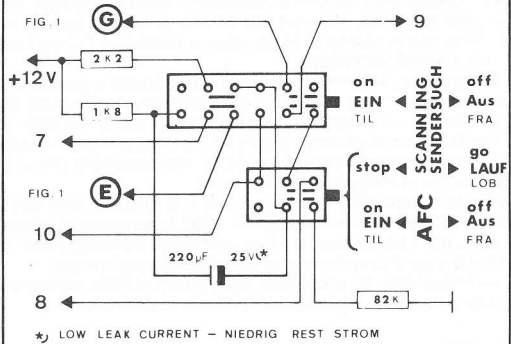 FIG. 1
G
9
2K2
+12V
1K8
7
FIG. 1
E
10
220µF 25V*
8
82K
on off
EIN Aus
TIL FRA
SCANNING
SENDERSUCH
stop go
LAUF
LOB
on off
EIN Aus
TIL FRA
AFC
*) LOW LEAK CURRENT – NIEDRIG REST STROM